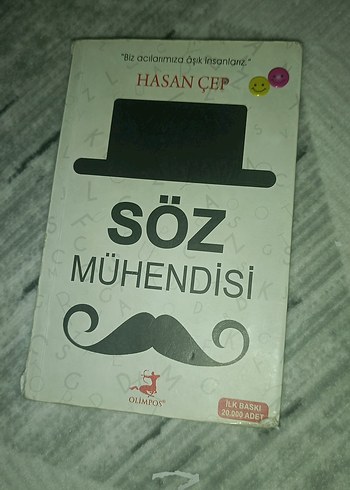 "Biz acılarımıza âşık insanlarız."
HASAN ÇEP
SÖZ
MÜHENDİSİ
OLİMPOS
İLK BASKI
20.000 ADET